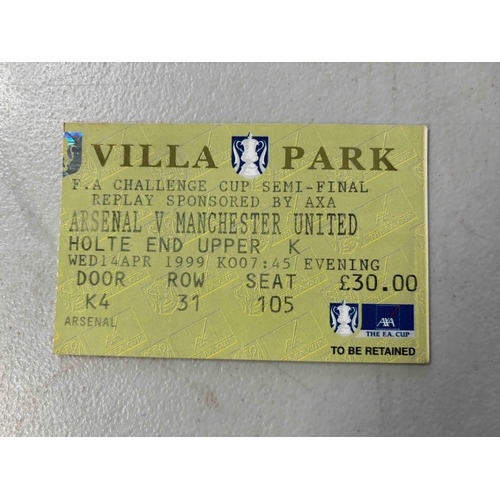 VILLA PARK
F.A CHALLENGE CUP SEMI-FINAL
REPLAY SPONSORED BY AXA
ARSENAL V MANCHESTER UNITED
HOLTE END UPPER K
WED14APR 1999 KO07:45 EVENING
DOOR ROW SEAT £30.00
K4 31 105
ARSENAL
AXA
THE F.A. CUP
TO BE RETAINED